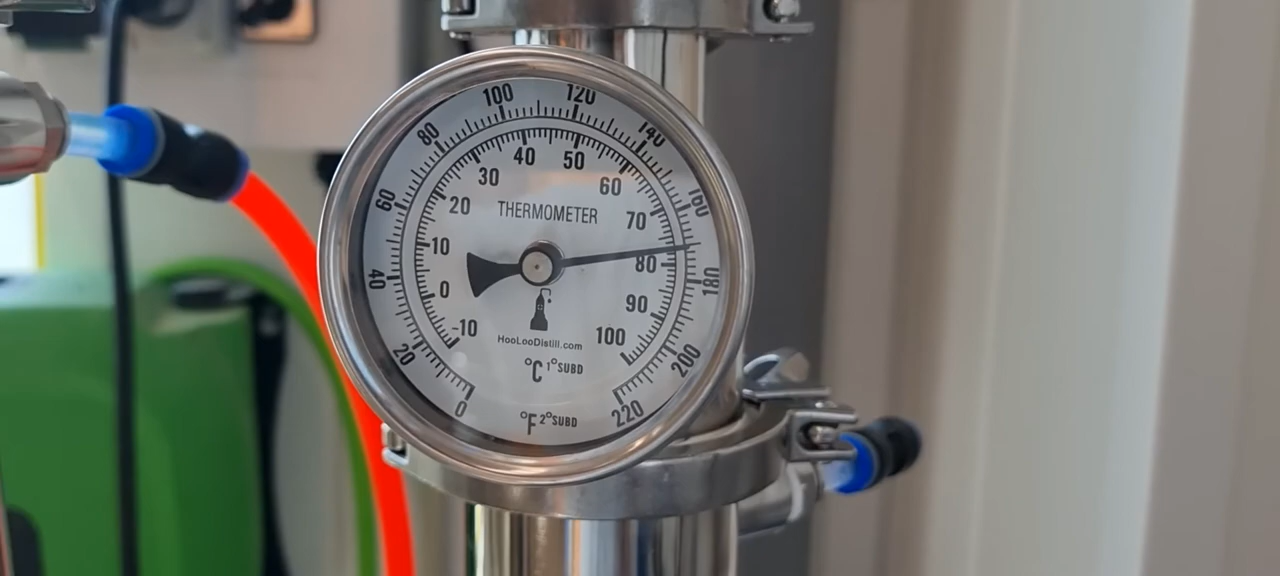 100 120
80 140
40 50
30 60
60 160
20 THERMOMETER 70
10 80
40 180
0 90
-10 100
HooLooDistill.com
20 °C 1°SUBD 200
0 °F 2°SUBD 220